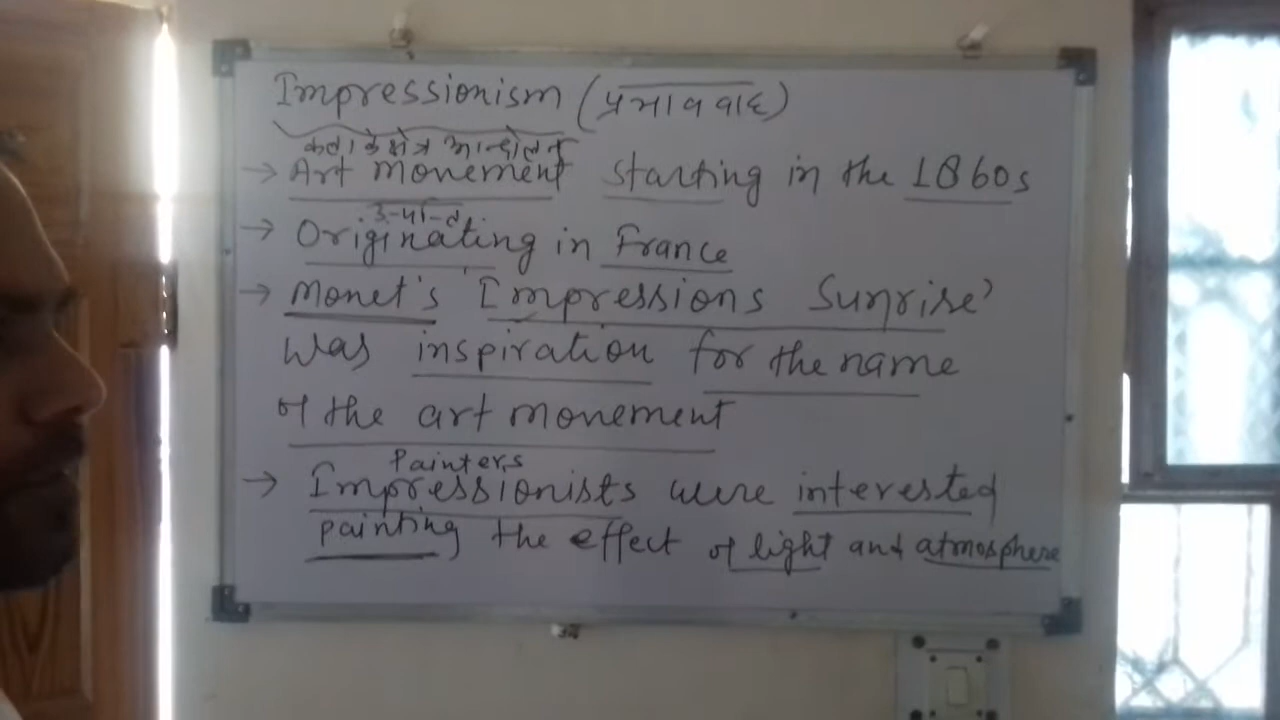 Impressionism (प्रभाववाद)
कला के क्षेत्र आन्दोलन
→ Art Movement starting in the 1860s
→ Originating in France
→ Monet's 'Impressions Sunrise'
was inspiration for the name
of the art movement
Painters
→ Impressionists were interested
painting the effect of light and atmosphere